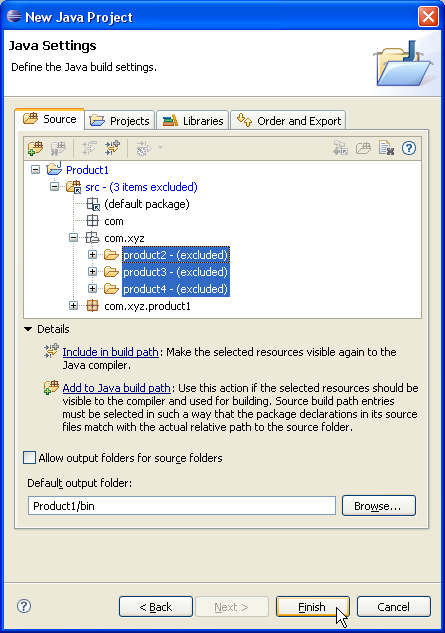 New Java Project
Java Settings
Define the Java build settings.
Source
Projects
Libraries
Order and Export
Product1
src - (3 items excluded)
(default package)
com
com.xyz
product2 - (excluded)
product3 - (excluded)
product4 - (excluded)
com.xyz.product1
Details
Include in build path: Make the selected resources visible again to the
Java compiler.
Add to Java build path: Use this action if the selected resources should be
visible to the compiler and used for building. Source build path entries
must be selected in such a way that the package declarations in its source
files match with the actual relative path to the source folder.
Allow output folders for source folders
Default output folder:
Product1/bin
Browse...
?
< Back
Next >
Finish
Cancel